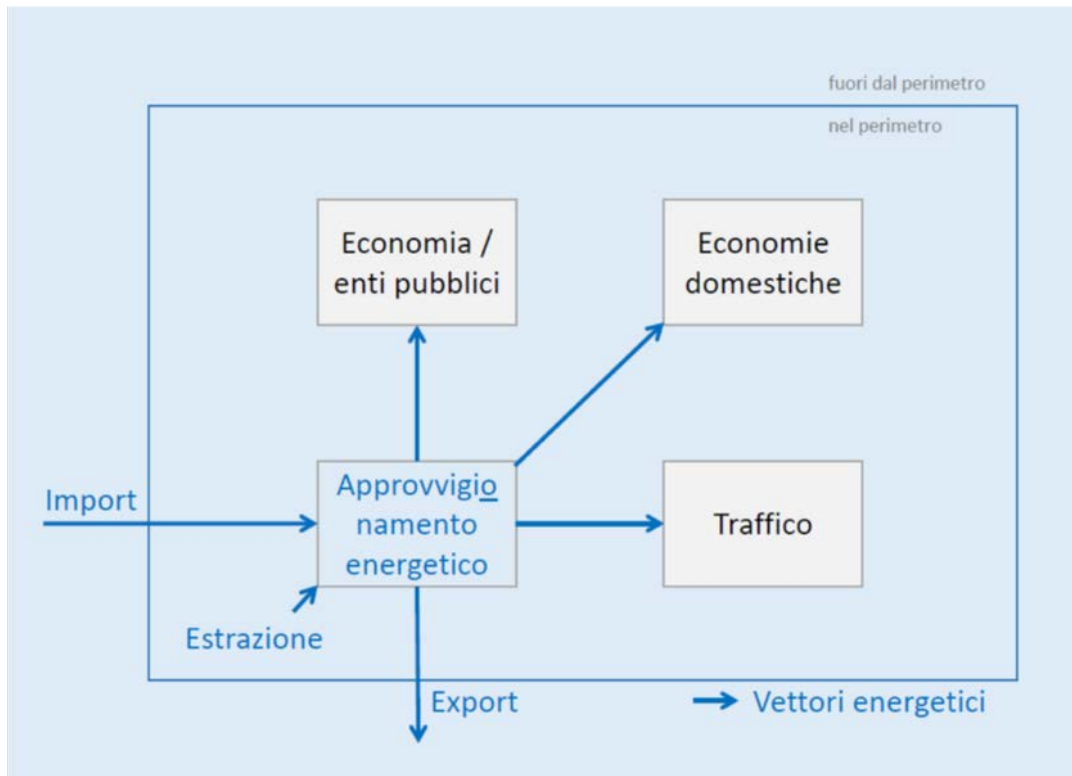 fuori dal perimetro
nel perimetro
Economia /
enti pubblici
Economie
domestiche
Import
Approvvigio
namento
energetico
Traffico
Estrazione
Export
Vettori energetici